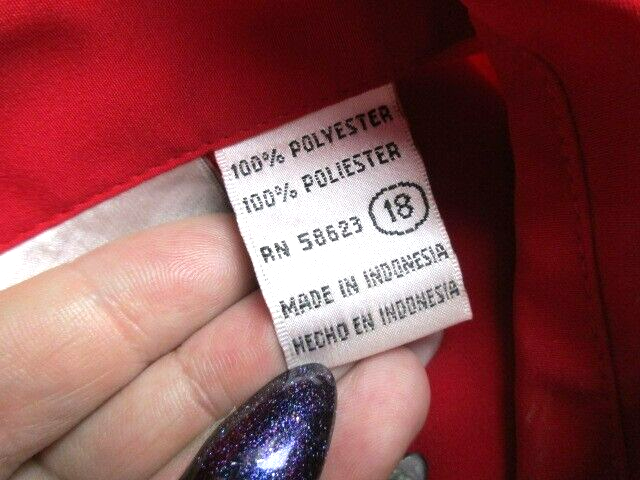 100% POLYESTER
100% POLIESTER
RN 58623 18
MADE IN INDONESIA
HECHO EN INDONESIA